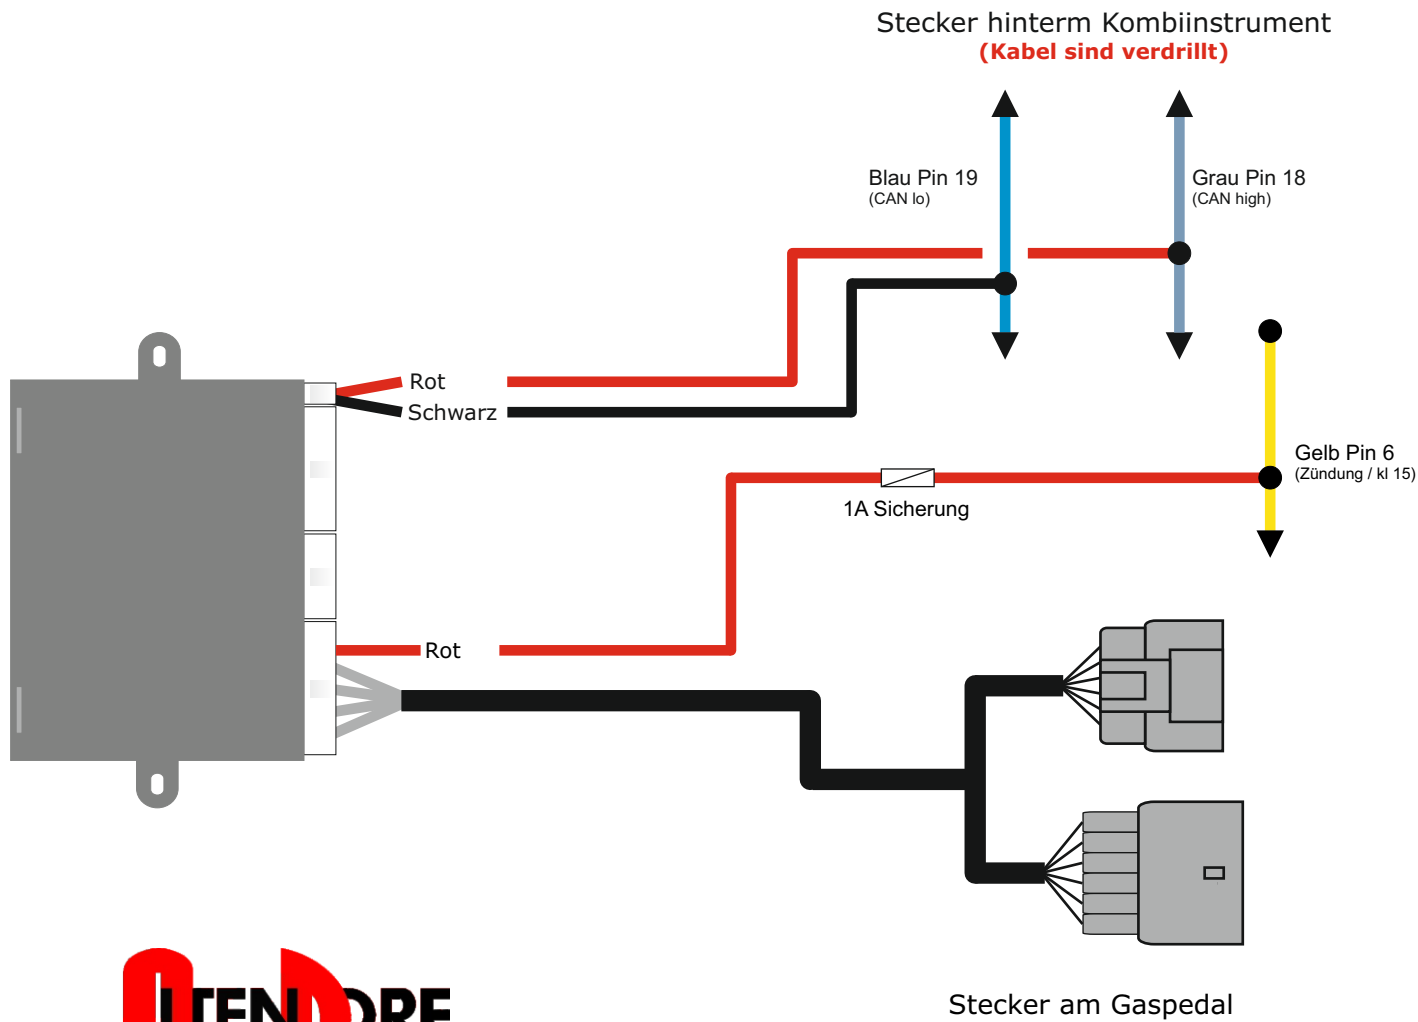 Stecker hinterm Kombiinstrument
(Kabel sind verdrillt)
Blau Pin 19
(CAN lo)
Grau Pin 18
(CAN high)
Rot
Schwarz
Gelb Pin 6
(Zündung / kl 15)
1A Sicherung
Rot
Stecker am Gaspedal